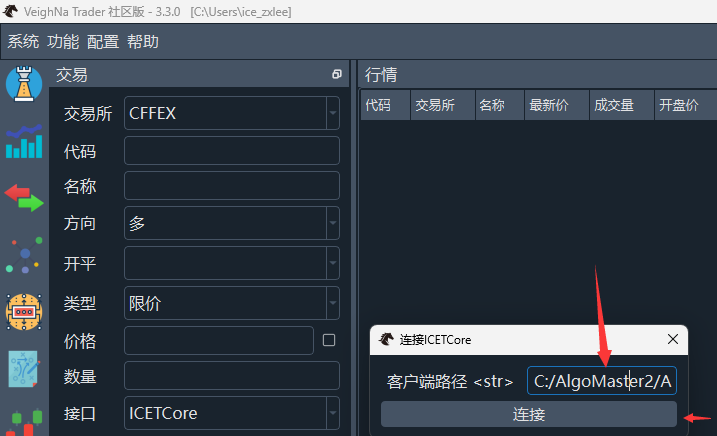 VeighNa Trader 社区版 - 3.3.0 [C:\Users\ice_zxlee]
系统 功能 配置 帮助
交易
交易所 CFFEX
代码
名称
方向 多
开平
类型 限价
价格
数量
接口 ICETCore
行情
代码 交易所 名称 最新价 成交量 开盘价
连接ICETCore
客户端路径 <str> C:/AlgoMaster2/A
连接